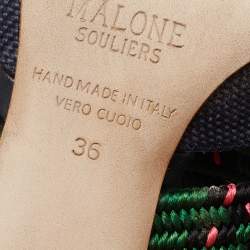 MALONE
SOULIERS
HAND MADE IN ITALY
VERO CUOIO
36